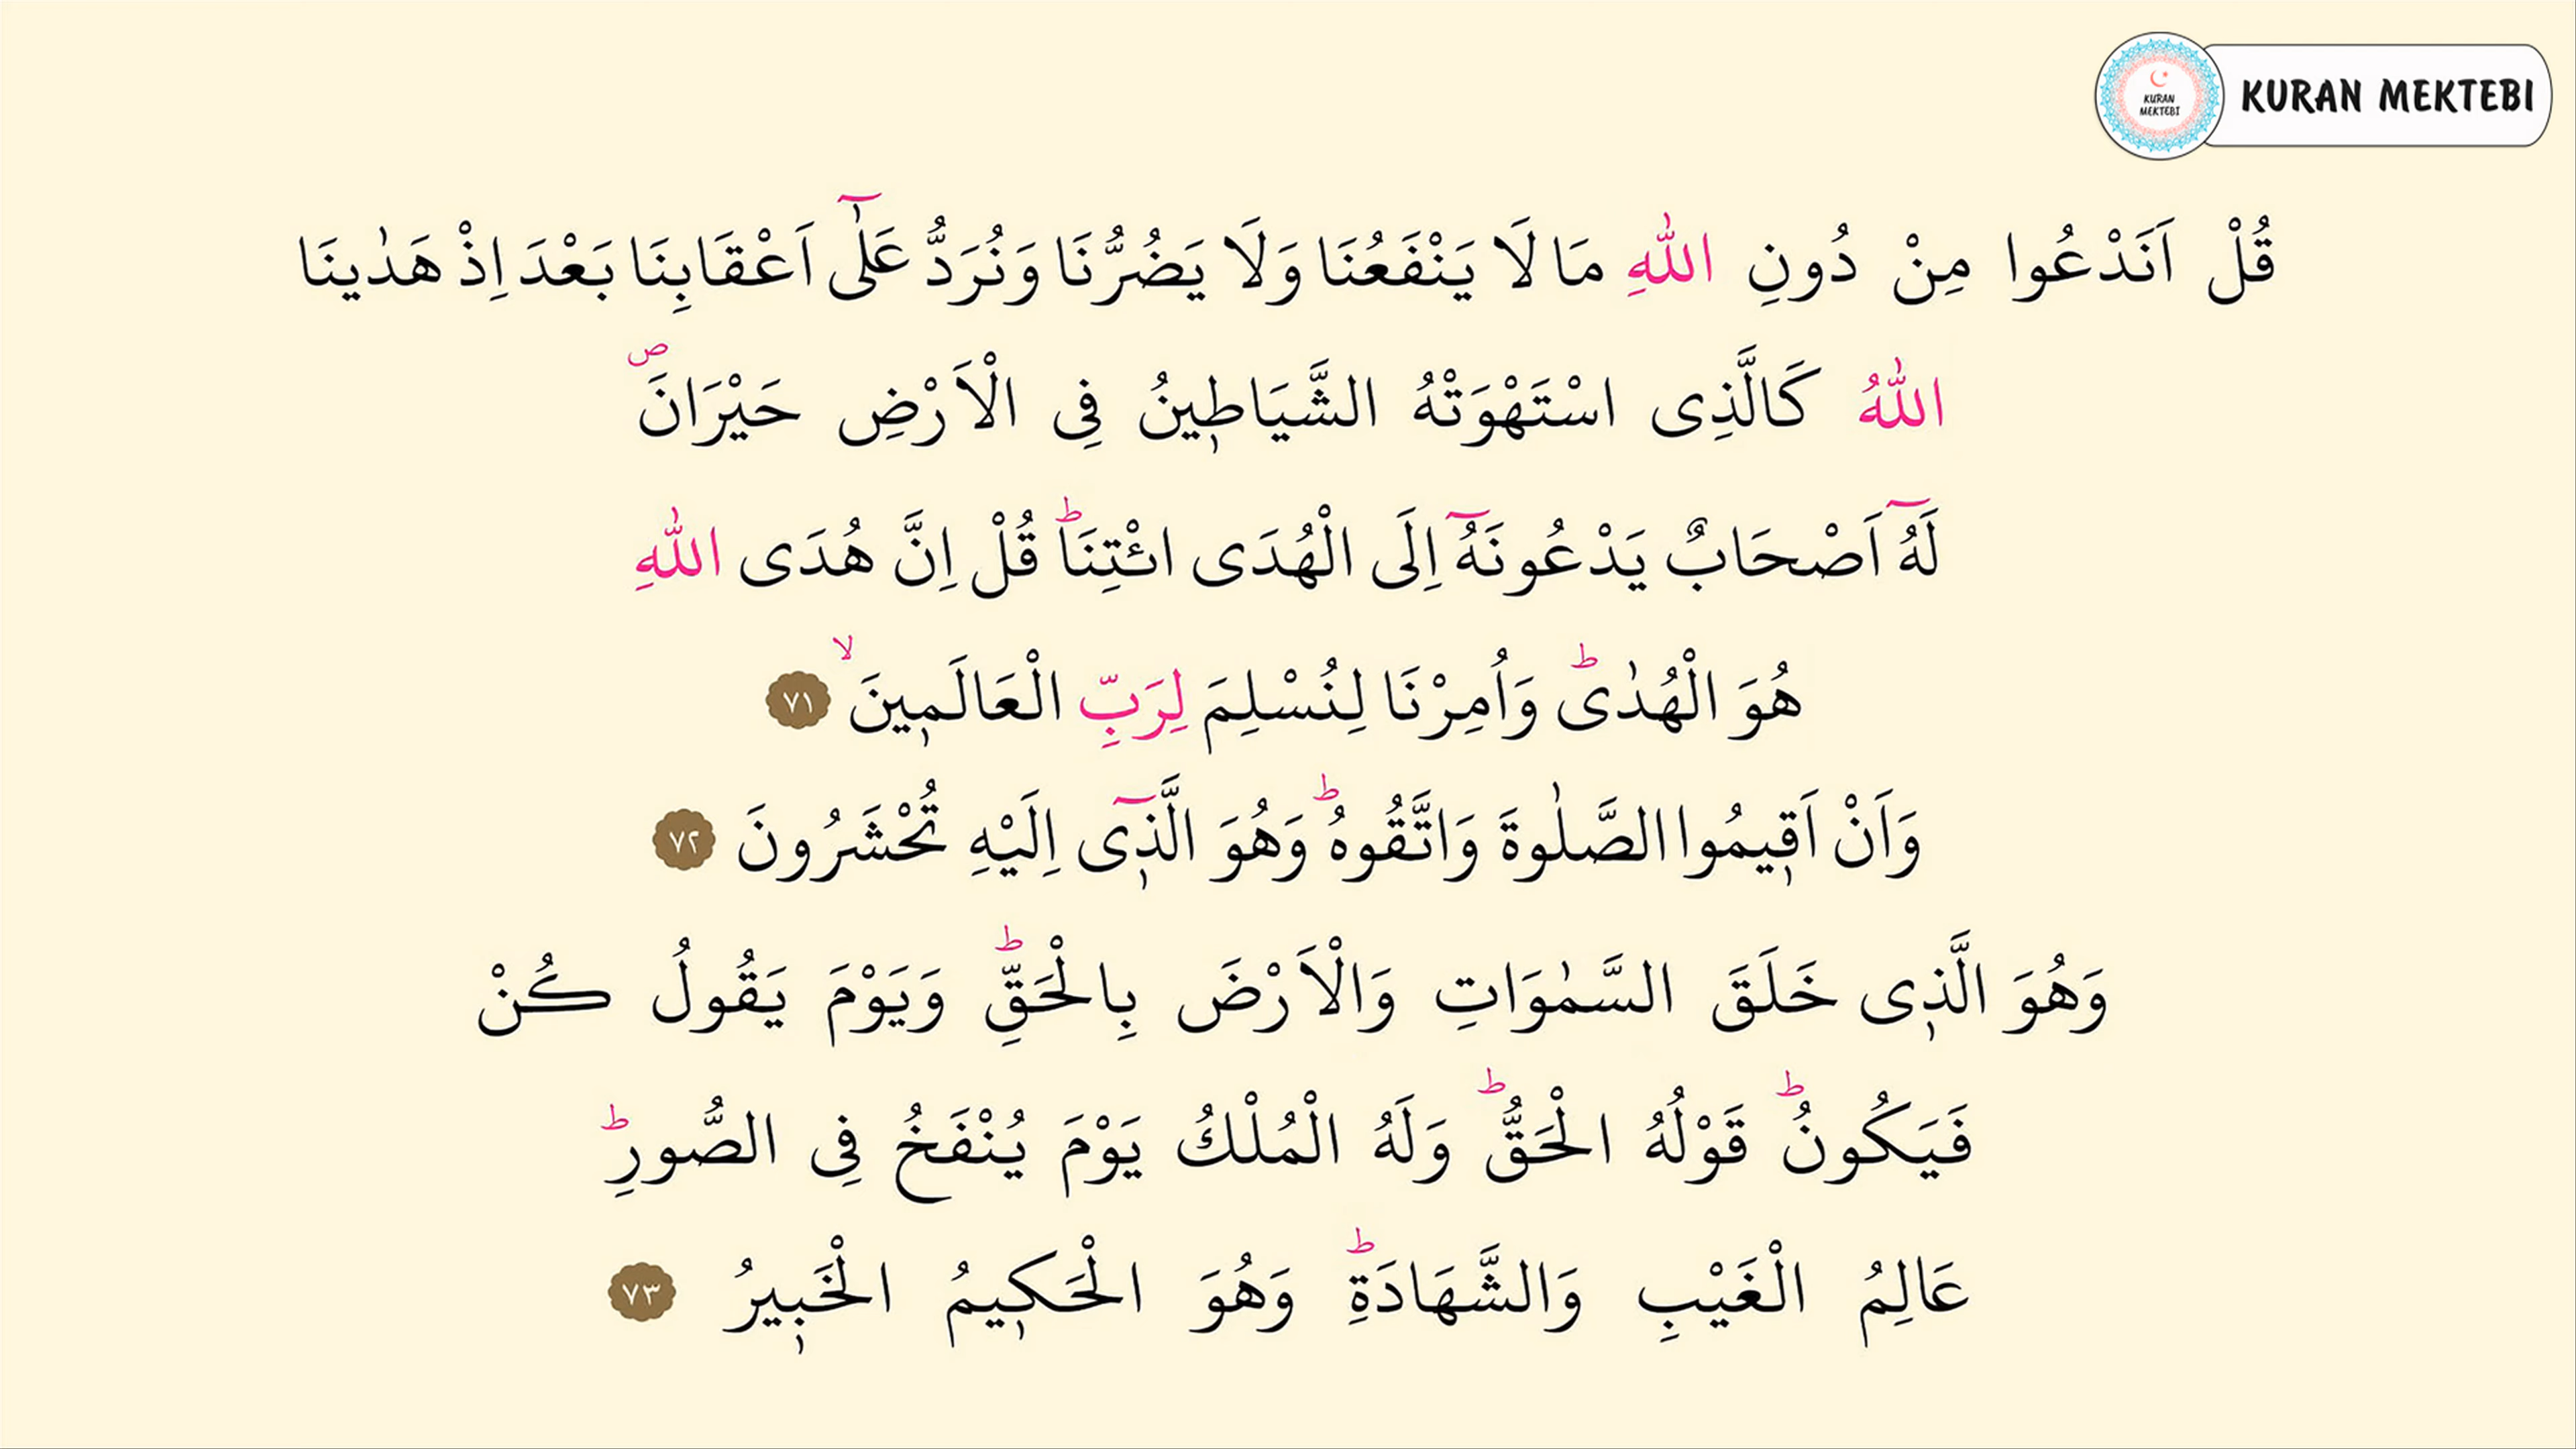 KURAN MEKTEBI
KURAN
MEKTEBI
قُلْ اَنَدْعُوا مِنْ دُونِ اللّٰهِ مَا لَا يَنْفَعُنَا وَلَا يَضُرُّنَا وَنُرَدُّ عَلٰٓى اَعْقَابِنَا بَعْدَ اِذْ هَدٰينَا
اللّٰهُ كَالَّذِى اسْتَهْوَتْهُ الشَّيَاط۪ينُ فِى الْاَرْضِ حَيْرَانَۖ
لَهُٓ اَصْحَابٌ يَدْعُونَهُٓ اِلَى الْهُدَى ائْتِنَاۜ قُلْ اِنَّ هُدَى اللّٰهِ
هُوَ الْهُدٰىۜ وَاُمِرْنَا لِنُسْلِمَ لِرَبِّ الْعَالَم۪ينَۙ ٧١
وَاَنْ اَق۪يمُوا الصَّلٰوةَ وَاتَّقُوهُۜ وَهُوَ الَّذ۪ٓى اِلَيْهِ تُحْشَرُونَ ٧٢
وَهُوَ الَّذ۪ى خَلَقَ السَّمٰوَاتِ وَالْاَرْضَ بِالْحَقِّۜ وَيَوْمَ يَقُولُ كُنْ
فَيَكُونُۜ قَوْلُهُ الْحَقُّۜ وَلَهُ الْمُلْكُ يَوْمَ يُنْفَخُ فِى الصُّورِۜ
عَالِمُ الْغَيْبِ وَالشَّهَادَةِۜ وَهُوَ الْحَك۪يمُ الْخَب۪يرُ ٧٣